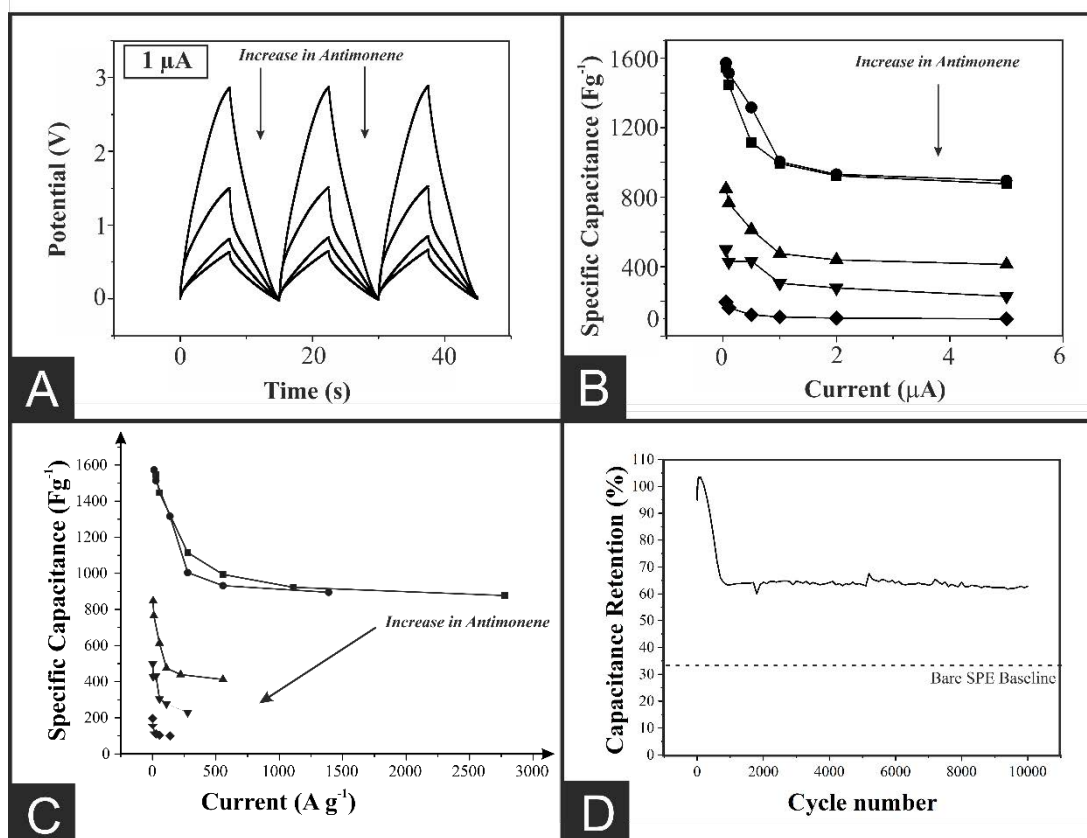 1 µA
Increase in Antimonene
Potential (V)
3
2
1
0
0
20
40
Time (s)
A
Specific Capacitance (Fg⁻¹)
1600
1200
800
400
0
Increase in Antimonene
0
2
4
6
Current (µA)
B
Specific Capacitance (Fg⁻¹)
1600
1400
1200
1000
800
600
400
200
0
Increase in Antimonene
0
500
1000
1500
2000
2500
3000
Current (A g⁻¹)
C
Capacitance Retention (%)
110
100
90
80
70
60
50
40
30
20
10
0
Bare SPE Baseline
0
2000
4000
6000
8000
10000
Cycle number
D